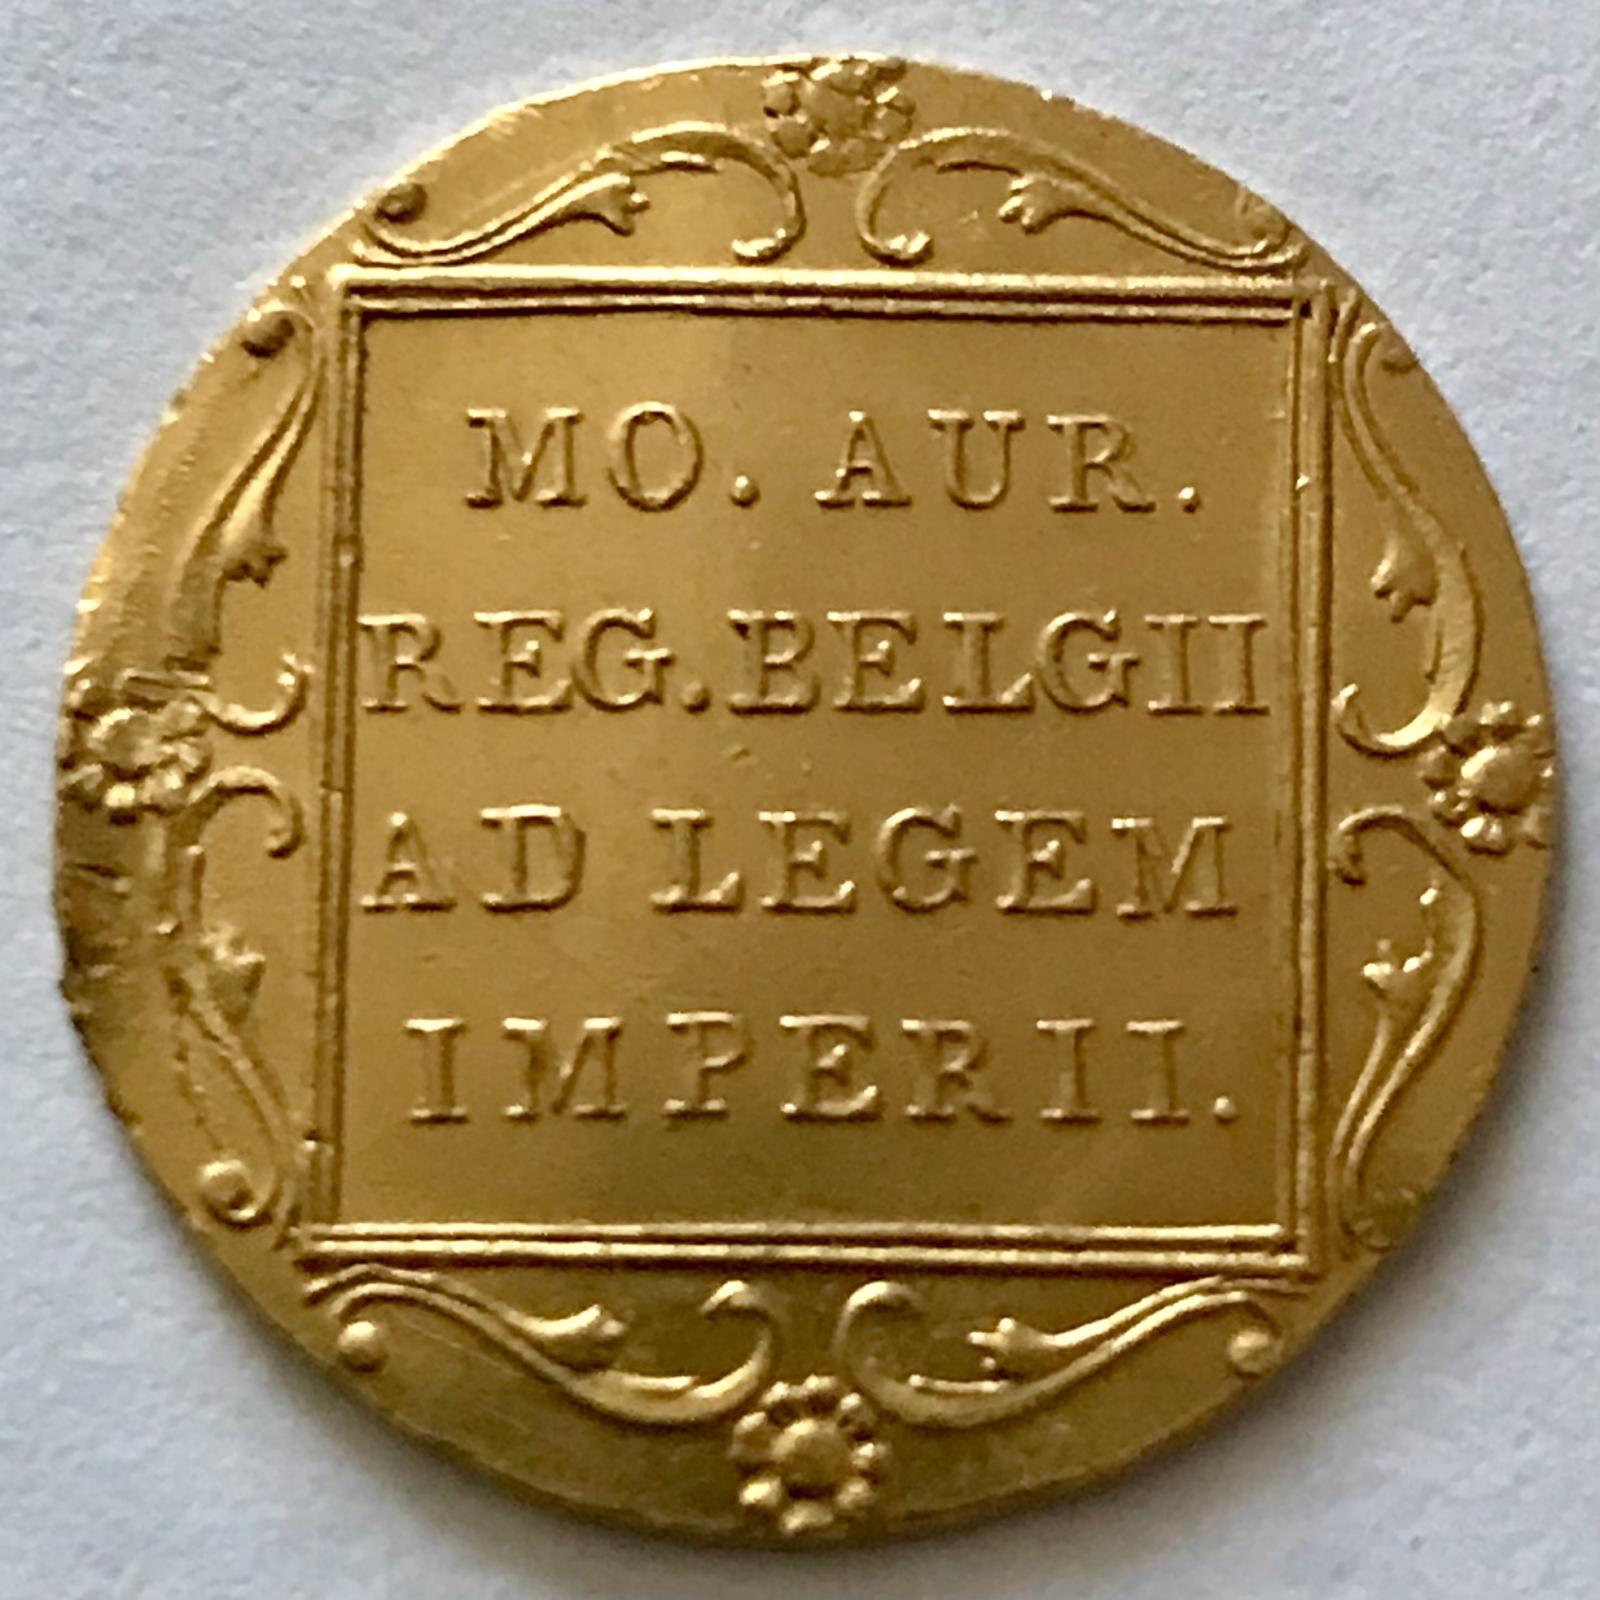 MO. AUR.
REG.BELGII
AD LEGEM
IMPERII.